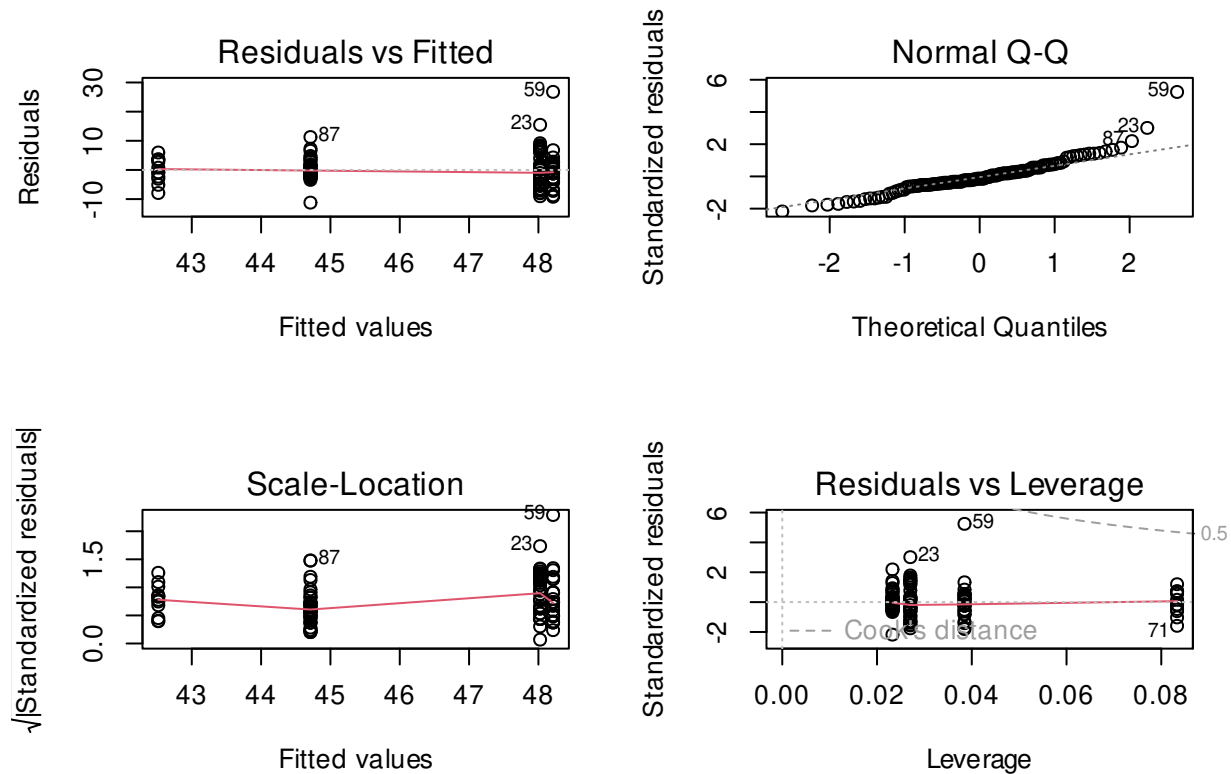 Residuals vs Fitted
Residuals
30
10
-10
59
23
87
43 44 45 46 47 48
Fitted values
Normal Q-Q
Standardized residuals
6
2
-2
59
23
87
-2 -1 0 1 2
Theoretical Quantiles
Scale-Location
√|Standardized residuals|
1.5
0.0
59
23
87
43 44 45 46 47 48
Fitted values
Residuals vs Leverage
Standardized residuals
6
2
-2
59
23
71
0.5
Cook's distance
0.00 0.02 0.04 0.06 0.08
Leverage